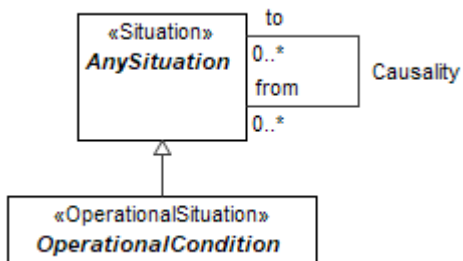 «Situation»
AnySituation
to
0..*
from
0..*
Causality
«OperationalSituation»
OperationalCondition